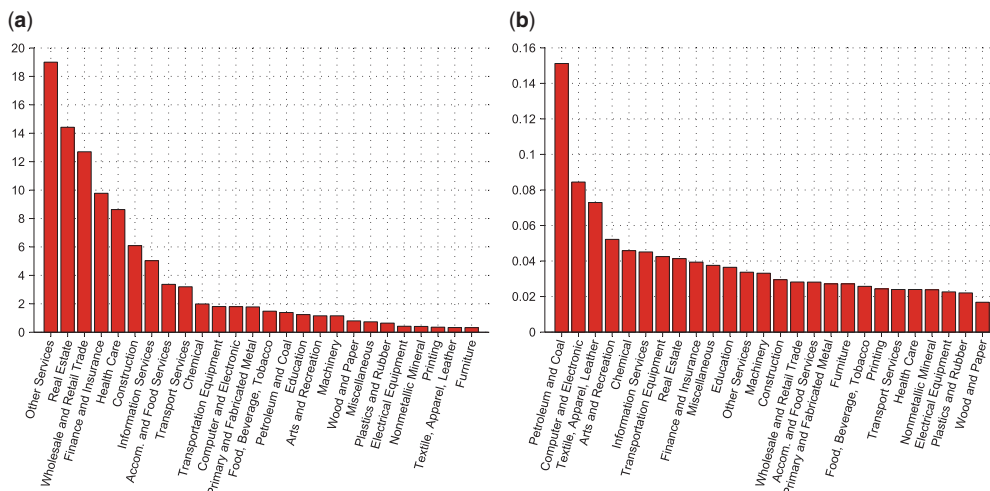 (a)
20
18
16
14
12
10
8
6
4
2
0
Other Services
Real Estate
Wholesale and Retail Trade
Finance and Insurance
Health Care
Construction
Information Services
Accom. and Food Services
Transport Services
Chemical
Transportation Equipment
Computer and Electronic
Primary and Fabricated Metal
Food, Beverage, Tobacco
Petroleum and Coal
Education
Arts and Recreation
Machinery
Wood and Paper
Miscellaneous
Plastics and Rubber
Electrical Equipment
Nonmetallic Mineral
Printing
Textile, Apparel, Leather
Furniture
(b)
0.16
0.14
0.12
0.1
0.08
0.06
0.04
0.02
0
Petroleum and Coal
Computer and Electronic
Textile, Apparel, Leather
Arts and Recreation
Chemical
Information Services
Transportation Equipment
Real Estate
Finance and Insurance
Miscellaneous
Education
Other Services
Machinery
Construction
Wholesale and Retail Trade
Accom. and Food Services
Primary and Fabricated Metal
Furniture
Food, Beverage, Tobacco
Printing
Transport Services
Health Care
Nonmetallic Mineral
Electrical Equipment
Plastics and Rubber
Wood and Paper